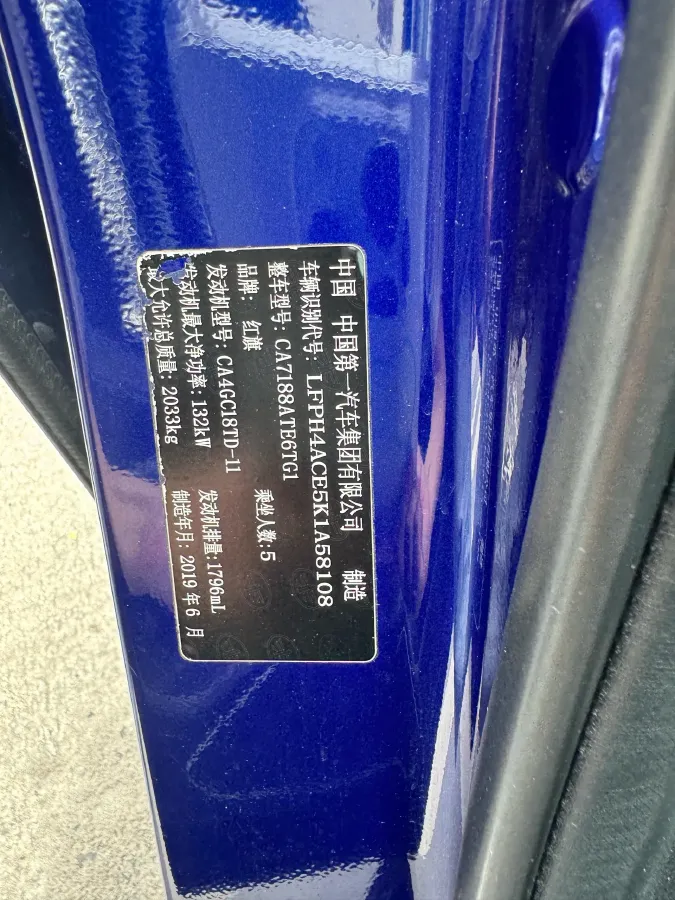 中国 中国第一汽车集团有限公司 制造
车辆识别代号: LFPH4ACE5K1A58108
整车型号: CA7188ATE6TG1
品牌: 红旗 乘坐人数:5
发动机型号: CA4GC18TD-11
发动机最大净功率: 132kW 发动机排量:1796mL
最大允许总质量: 2033kg 制造年月: 2019 年 6 月